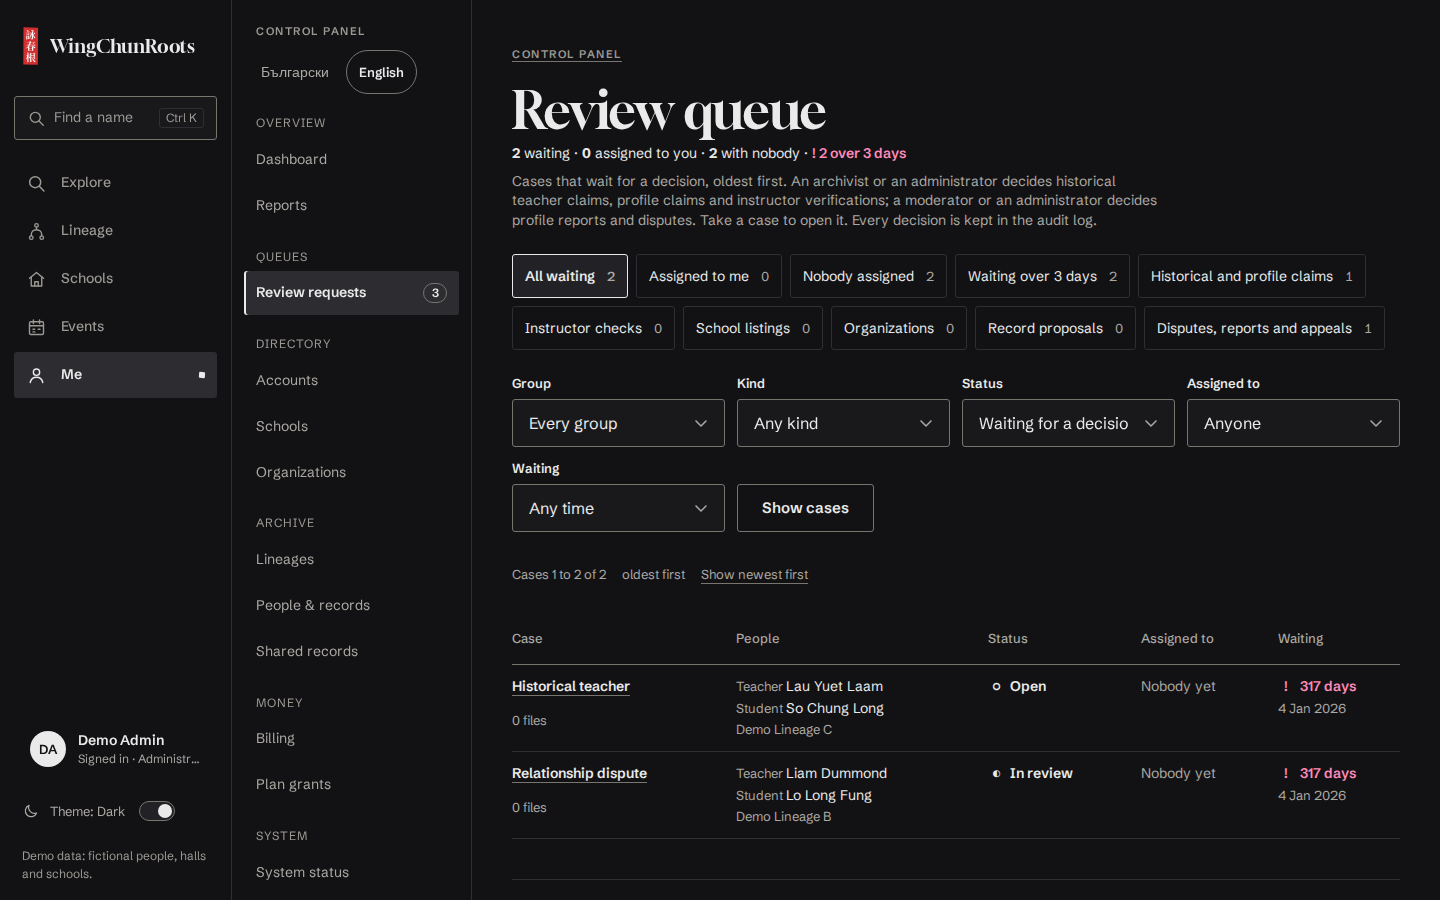 詠春根
WingChunRoots
Find a name Ctrl K
Explore
Lineage
Schools
Events
Me
DA
Demo Admin
Signed in · Administr...
Theme: Dark
Demo data: fictional people, halls
and schools.
CONTROL PANEL
Български English
OVERVIEW
Dashboard
Reports
QUEUES
Review requests 3
DIRECTORY
Accounts
Schools
Organizations
ARCHIVE
Lineages
People & records
Shared records
MONEY
Billing
Plan grants
SYSTEM
System status
CONTROL PANEL
Review queue
2 waiting · 0 assigned to you · 2 with nobody · ! 2 over 3 days
Cases that wait for a decision, oldest first. An archivist or an administrator decides historical
teacher claims, profile claims and instructor verifications; a moderator or an administrator decides
profile reports and disputes. Take a case to open it. Every decision is kept in the audit log.
All waiting 2 Assigned to me 0 Nobody assigned 2 Waiting over 3 days 2 Historical and profile claims 1
Instructor checks 0 School listings 0 Organizations 0 Record proposals 0 Disputes, reports and appeals 1
Group Kind Status Assigned to
Every group Any kind Waiting for a decisio Anyone
Waiting
Any time Show cases
Cases 1 to 2 of 2 oldest first Show newest first
Case People Status Assigned to Waiting
Historical teacher Teacher Lau Yuet Laam Open Nobody yet ! 317 days
Student So Chung Long 4 Jan 2026
0 files
Demo Lineage C
Relationship dispute Teacher Liam Dummond In review Nobody yet ! 317 days
Student Lo Long Fung 4 Jan 2026
0 files
Demo Lineage B